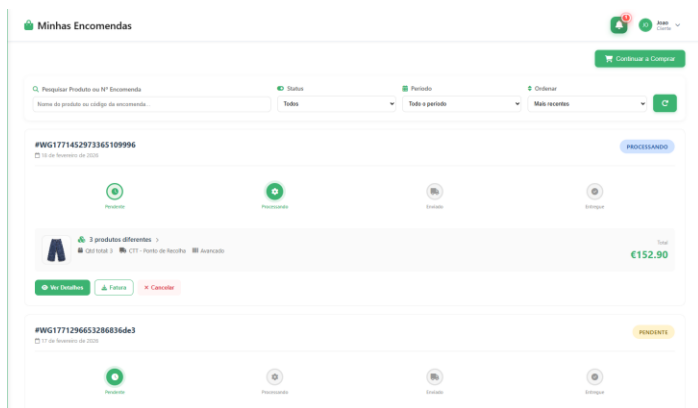 Minhas Encomendas
Joao
Cliente
Continuar a Comprar
Pesquisar Produto ou Nº Encomenda
Status
Período
Ordenar
Nome do produto ou código da encomenda...
Todos
Todo o período
Mais recentes
#WG1771452973365109996
PROCESSANDO
18 de fevereiro de 2026
Pendente
Processando
Enviado
Entregue
3 produtos diferentes
Qtd total: 3 CTT - Ponto de Recolha Avancado
Total
€152.90
Ver Detalhes
Fatura
Cancelar
#WG1771296653286836de3
PENDENTE
17 de fevereiro de 2026
Pendente
Processando
Enviado
Entregue